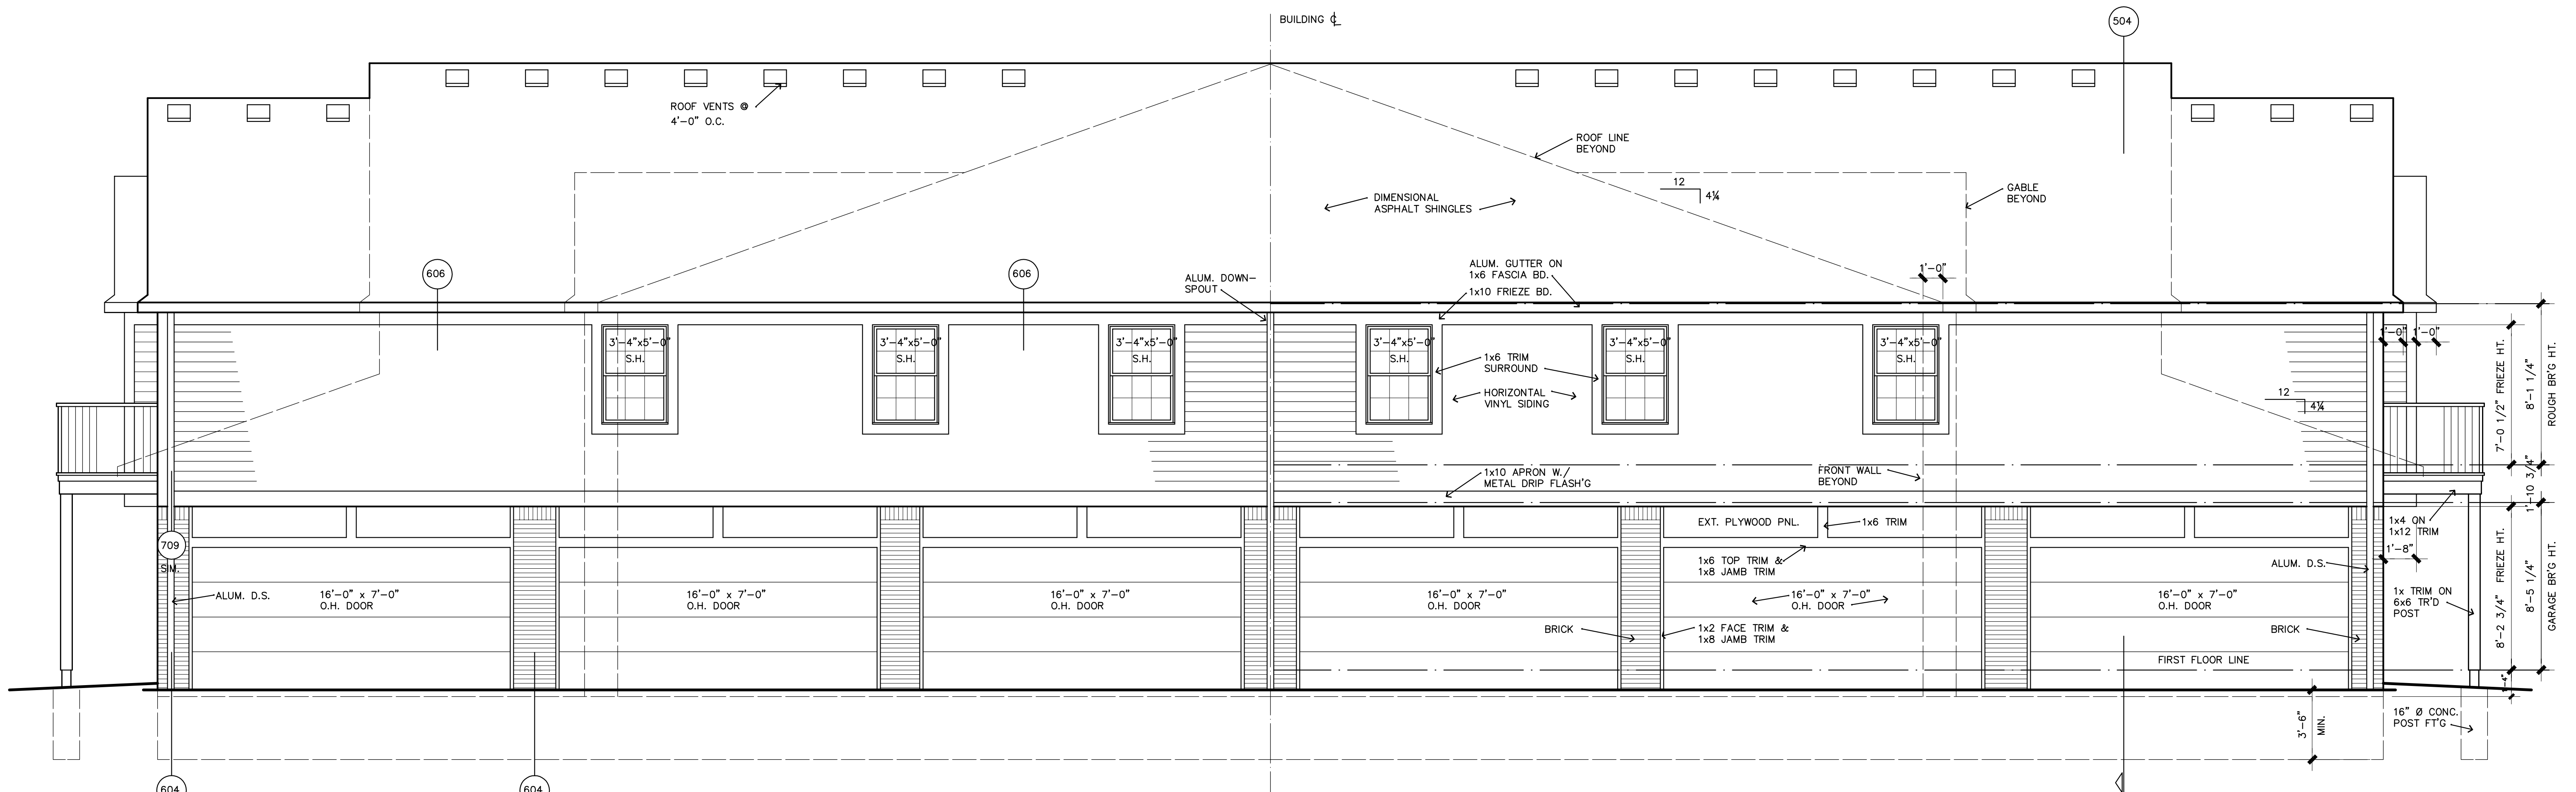 BUILDING ℄
504
ROOF VENTS @
4'-0" O.C.
ROOF LINE
BEYOND
12
4¼
GABLE
BEYOND
DIMENSIONAL
ASPHALT SHINGLES
606
606
ALUM. DOWN-
SPOUT
ALUM. GUTTER ON
1x6 FASCIA BD.
1x10 FRIEZE BD.
1'-0"
3'-4"x5'-0"
S.H.
3'-4"x5'-0"
S.H.
3'-4"x5'-0"
S.H.
3'-4"x5'-0"
S.H.
3'-4"x5'-0"
S.H.
3'-4"x5'-0"
S.H.
1'-0"
1'-0"
1x6 TRIM
SURROUND
HORIZONTAL
VINYL SIDING
12
4¼
7'-0 1/2" FRIEZE HT.
8'-1 1/4"
ROUGH BR'G HT.
1x10 APRON W./
METAL DRIP FLASH'G
FRONT WALL
BEYOND
1'-10 3/4"
EXT. PLYWOOD PNL.
1x6 TRIM
1x4 ON
1x12 TRIM
709
SIM.
1'-8"
1x6 TOP TRIM &
1x8 JAMB TRIM
ALUM. D.S.
ALUM. D.S.
16'-0" x 7'-0"
O.H. DOOR
16'-0" x 7'-0"
O.H. DOOR
16'-0" x 7'-0"
O.H. DOOR
16'-0" x 7'-0"
O.H. DOOR
16'-0" x 7'-0"
O.H. DOOR
16'-0" x 7'-0"
O.H. DOOR
1x TRIM ON
6x6 TR'D
POST
8'-2 3/4" FRIEZE HT.
8'-5 1/4"
GARAGE BR'G HT.
BRICK
1x2 FACE TRIM &
1x8 JAMB TRIM
BRICK
FIRST FLOOR LINE
3'-6"
MIN.
16" Ø CONC.
POST FT'G
604
604